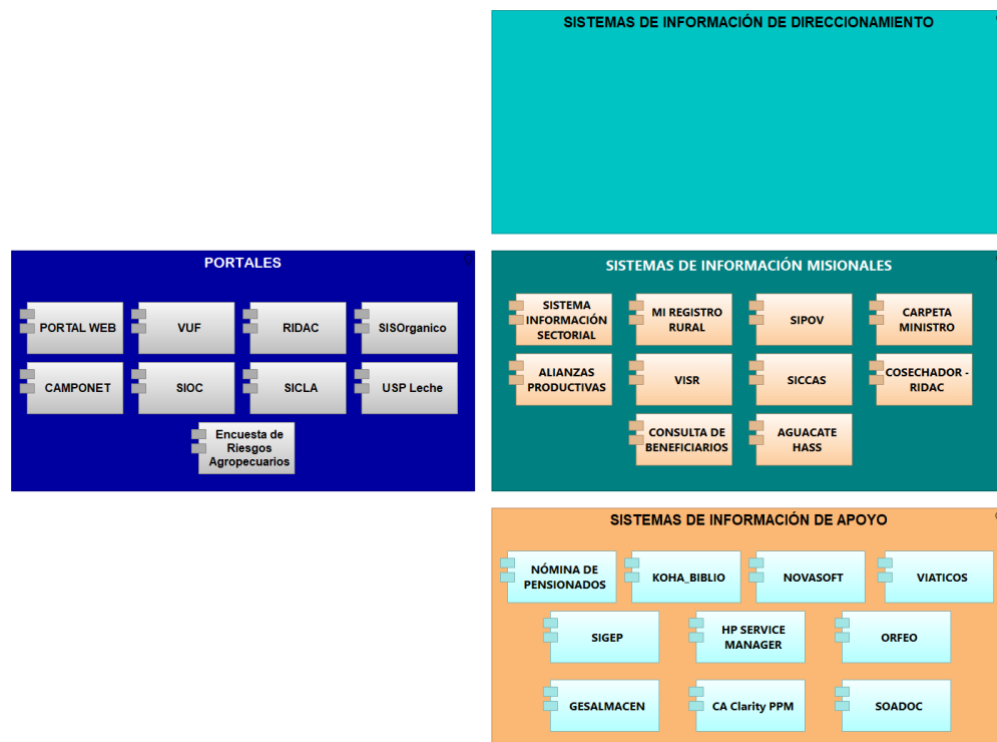 SISTEMAS DE INFORMACIÓN DE DIRECCIONAMIENTO
PORTALES
PORTAL WEB
VUF
RIDAC
SISOrganico
CAMPONET
SIOC
SICLA
USP Leche
Encuesta de
Riesgos
Agropecuarios
SISTEMAS DE INFORMACIÓN MISIONALES
SISTEMA
INFORMACIÓN
SECTORIAL
MI REGISTRO
RURAL
SIPOV
CARPETA
MINISTRO
ALIANZAS
PRODUCTIVAS
VISR
SICCAS
COSECHADOR -
RIDAC
CONSULTA DE
BENEFICIARIOS
AGUACATE
HASS
SISTEMAS DE INFORMACIÓN DE APOYO
NÓMINA DE
PENSIONADOS
KOHA_BIBLIO
NOVASOFT
VIATICOS
SIGEP
HP SERVICE
MANAGER
ORFEO
GESALMACEN
CA Clarity PPM
SOADOC